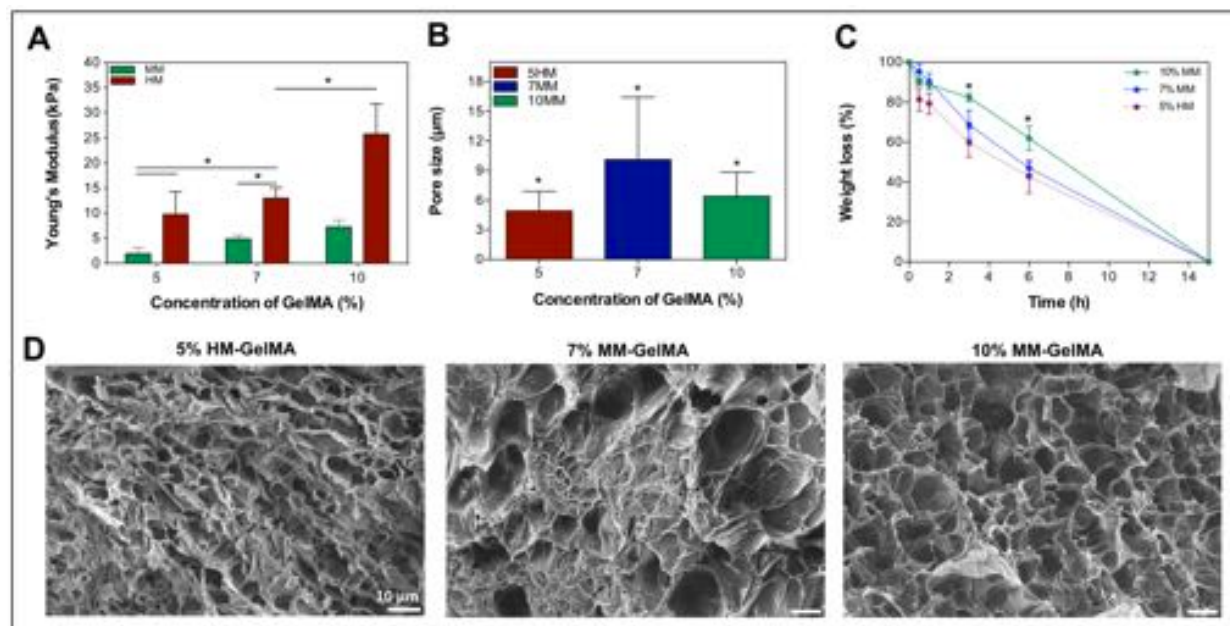 A
MM
HM
Young's Modulus(kPa)
40
35
30
25
20
15
10
5
0
*
*
*
5
7
10
Concentration of GelMA (%)
B
5HM
7MM
10MM
Pore size (µm)
18
15
12
9
6
3
0
*
*
*
5
7
10
Concentration of GelMA (%)
C
10% MM
7% MM
5% HM
Weight loss (%)
100
80
60
40
20
0
*
*
0
2
4
6
8
10
12
14
Time (h)
D
5% HM-GelMA
7% MM-GelMA
10% MM-GelMA
10 µm